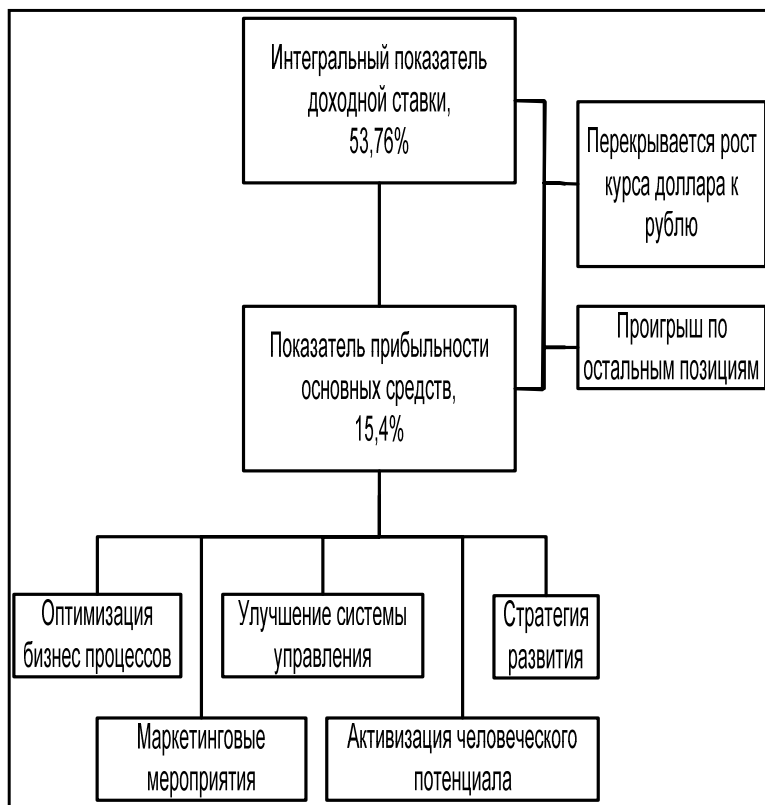 Интегральный показатель
доходной ставки,
53,76%
Перекрывается рост
курса доллара к
рублю
Показатель прибыльности
основных средств,
15,4%
Проигрыш по
остальным позициям
Оптимизация
бизнес процессов
Улучшение системы
управления
Стратегия
развития
Маркетинговые
мероприятия
Активизация человеческого
потенциала